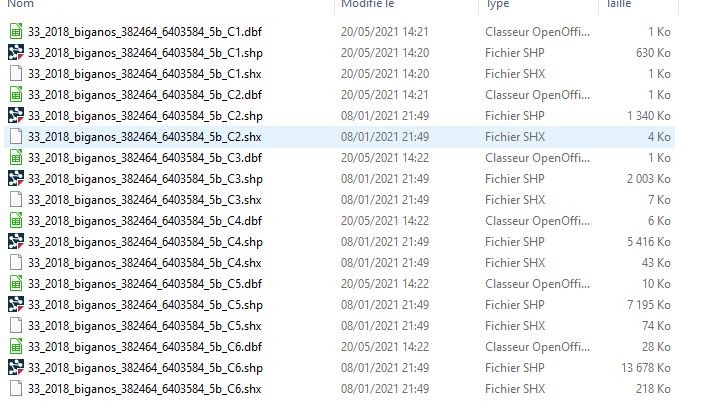 Nom Modifié le Type Taille
33_2018_biganos_382464_6403584_5b_C1.dbf 20/05/2021 14:21 Classeur OpenOffi... 1 Ko
33_2018_biganos_382464_6403584_5b_C1.shp 20/05/2021 14:20 Fichier SHP 630 Ko
33_2018_biganos_382464_6403584_5b_C1.shx 20/05/2021 14:20 Fichier SHX 1 Ko
33_2018_biganos_382464_6403584_5b_C2.dbf 20/05/2021 14:21 Classeur OpenOffi... 1 Ko
33_2018_biganos_382464_6403584_5b_C2.shp 08/01/2021 21:49 Fichier SHP 1 340 Ko
33_2018_biganos_382464_6403584_5b_C2.shx 08/01/2021 21:49 Fichier SHX 4 Ko
33_2018_biganos_382464_6403584_5b_C3.dbf 20/05/2021 14:22 Classeur OpenOffi... 1 Ko
33_2018_biganos_382464_6403584_5b_C3.shp 08/01/2021 21:49 Fichier SHP 2 003 Ko
33_2018_biganos_382464_6403584_5b_C3.shx 08/01/2021 21:49 Fichier SHX 7 Ko
33_2018_biganos_382464_6403584_5b_C4.dbf 20/05/2021 14:22 Classeur OpenOffi... 6 Ko
33_2018_biganos_382464_6403584_5b_C4.shp 08/01/2021 21:49 Fichier SHP 5 416 Ko
33_2018_biganos_382464_6403584_5b_C4.shx 08/01/2021 21:49 Fichier SHX 43 Ko
33_2018_biganos_382464_6403584_5b_C5.dbf 20/05/2021 14:22 Classeur OpenOffi... 10 Ko
33_2018_biganos_382464_6403584_5b_C5.shp 08/01/2021 21:49 Fichier SHP 7 195 Ko
33_2018_biganos_382464_6403584_5b_C5.shx 08/01/2021 21:49 Fichier SHX 74 Ko
33_2018_biganos_382464_6403584_5b_C6.dbf 20/05/2021 14:22 Classeur OpenOffi... 28 Ko
33_2018_biganos_382464_6403584_5b_C6.shp 08/01/2021 21:49 Fichier SHP 13 678 Ko
33_2018_biganos_382464_6403584_5b_C6.shx 08/01/2021 21:49 Fichier SHX 218 Ko